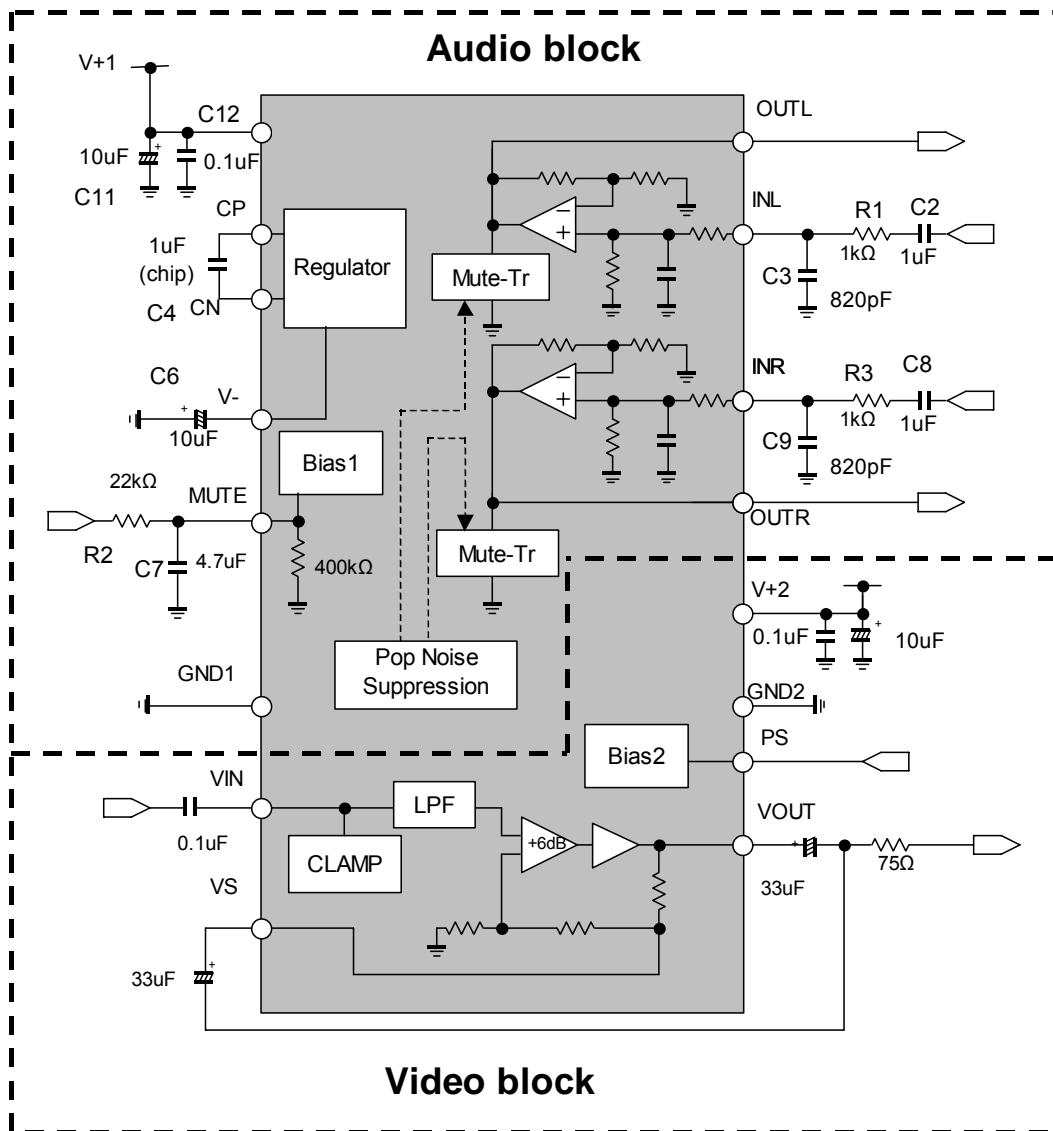 Audio block
V+1
C12
10uF
0.1uF
C11
CP
1uF
(chip)
C4
CN
Regulator
C6
V-
10uF
Bias1
22kΩ
MUTE
R2
C7
4.7uF
400kΩ
GND1
Pop Noise
Suppression
Mute-Tr
Mute-Tr
OUTL
INL
R1
C2
1kΩ
1uF
C3
820pF
INR
R3
C8
1kΩ
1uF
C9
820pF
OUTR
V+2
0.1uF
10uF
GND2
PS
Bias2
VIN
0.1uF
LPF
CLAMP
+6dB
VOUT
33uF
75Ω
VS
33uF
Video block